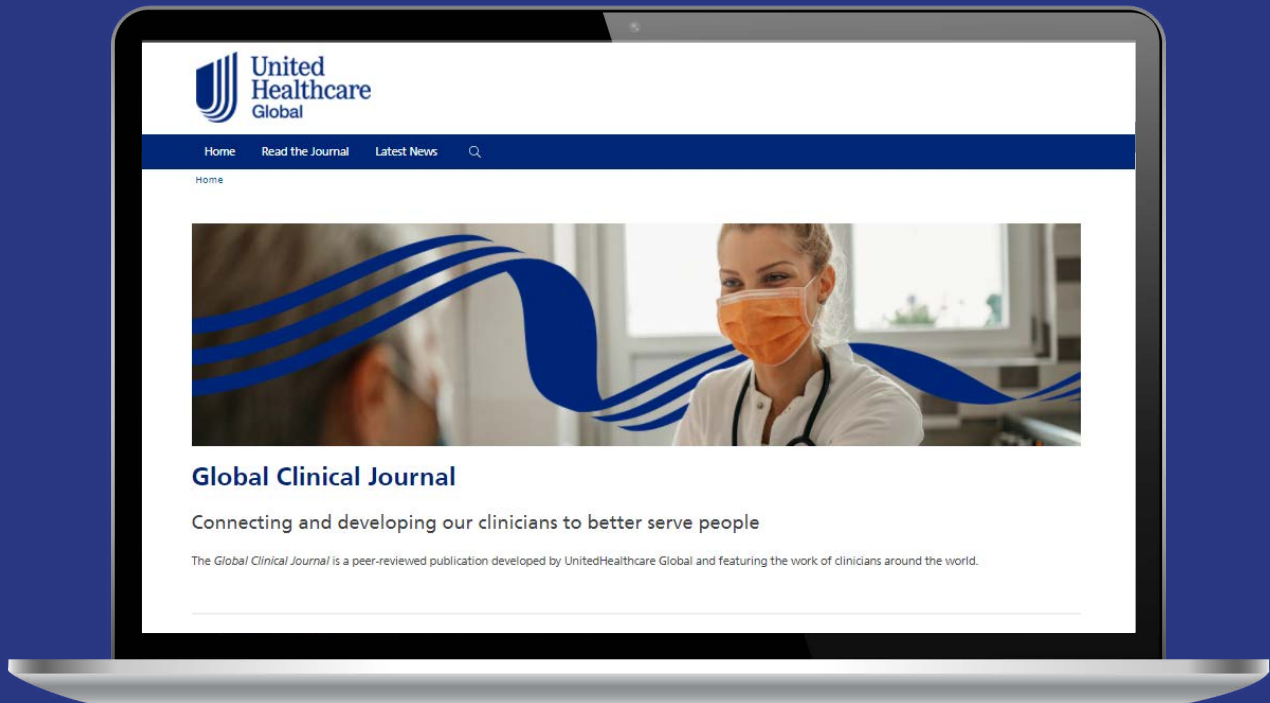 United
Healthcare
Global
Home Read the Journal Latest News
Home
Global Clinical Journal
Connecting and developing our clinicians to better serve people
The Global Clinical Journal is a peer-reviewed publication developed by UnitedHealthcare Global and featuring the work of clinicians around the world.